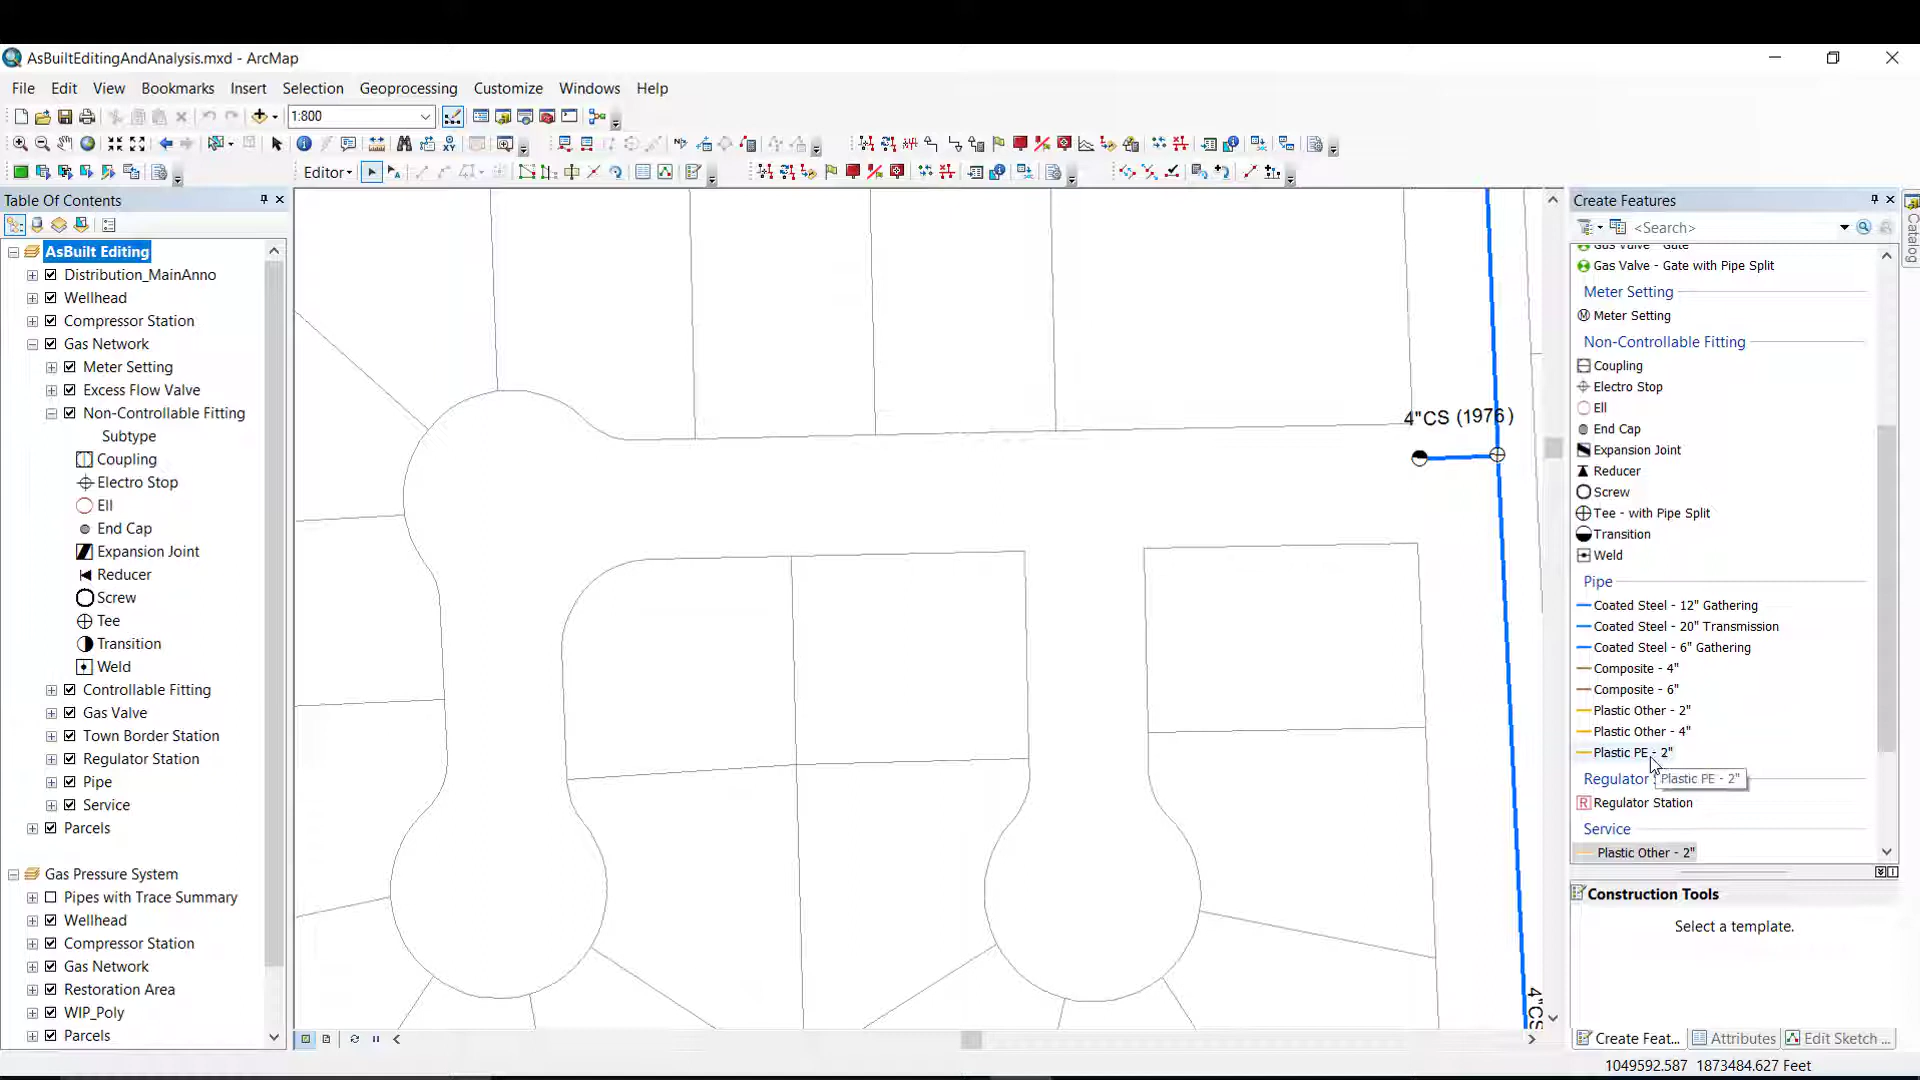 AsBuiltEditingAndAnalysis.mxd - ArcMap
File Edit View Bookmarks Insert Selection Geoprocessing Customize Windows Help
1:800
Editor
Table Of Contents
AsBuilt Editing
Distribution_MainAnno
Wellhead
Compressor Station
Gas Network
Meter Setting
Excess Flow Valve
Non-Controllable Fitting
Subtype
Coupling
Electro Stop
Ell
End Cap
Expansion Joint
Reducer
Screw
Tee
Transition
Weld
Controllable Fitting
Gas Valve
Town Border Station
Regulator Station
Pipe
Service
Parcels
Gas Pressure System
Pipes with Trace Summary
Wellhead
Compressor Station
Gas Network
Restoration Area
WIP_Poly
Parcels
4"CS (1976)
4"CS
Create Features
<Search>
Gas Valve - Gate
Gas Valve - Gate with Pipe Split
Meter Setting
Meter Setting
Non-Controllable Fitting
Coupling
Electro Stop
Ell
End Cap
Expansion Joint
Reducer
Screw
Tee - with Pipe Split
Transition
Weld
Pipe
Coated Steel - 12" Gathering
Coated Steel - 20" Transmission
Coated Steel - 6" Gathering
Composite - 4"
Composite - 6"
Plastic Other - 2"
Plastic Other - 4"
Plastic PE - 2"
Regulator
Plastic PE - 2"
Regulator Station
Service
Plastic Other - 2"
Construction Tools
Select a template.
Create Feat... Attributes Edit Sketch ...
Catalog
1049592.587 1873484.627 Feet